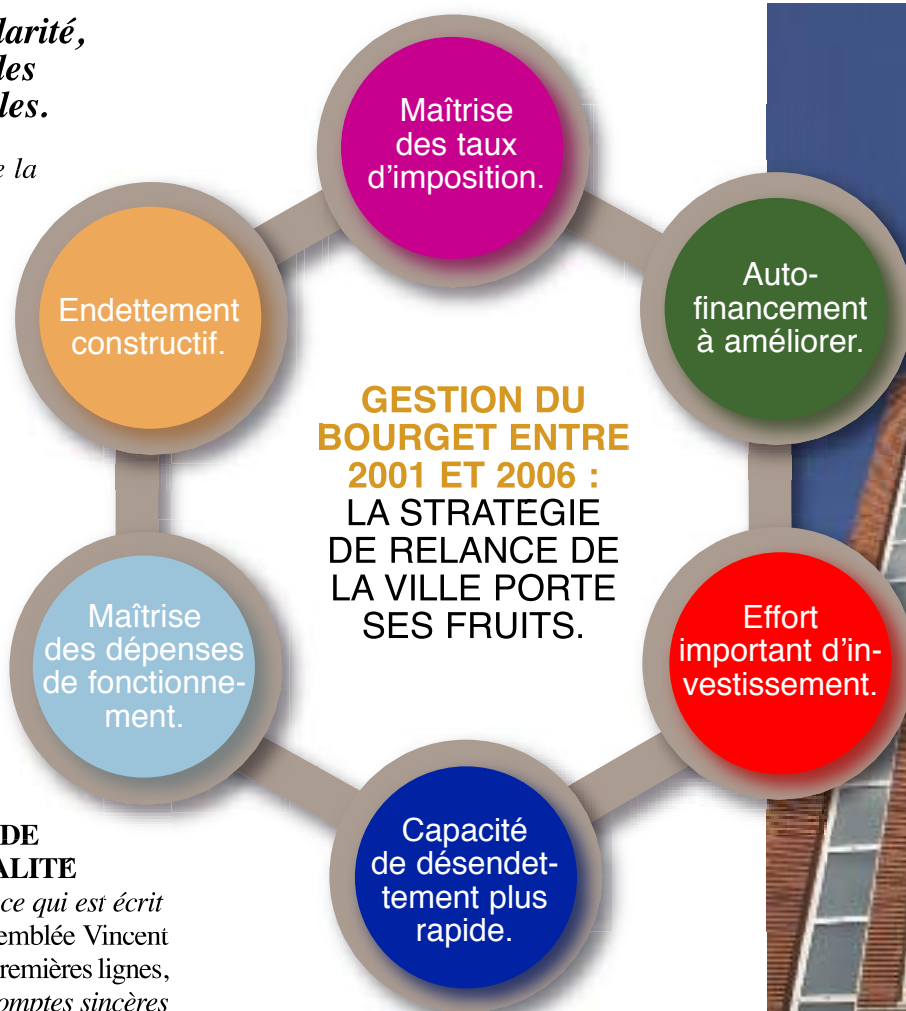 larité,
les
les.
e la
Maîtrise
des taux
d'imposition.
Auto-
financement
à améliorer.
Endettement
constructif.
GESTION DU
BOURGET ENTRE
2001 ET 2006 :
LA STRATÉGIE
DE RELANCE DE
LA VILLE PORTE
SES FRUITS.
Effort
important d'in-
vestissement.
Maîtrise
des dépenses
de fonctionne-
ment.
Capacité
de désendet-
tement plus
rapide.
DE
ALITÉ
ce qui est écrit
emblée Vincent
remières lignes,
omptes sincères